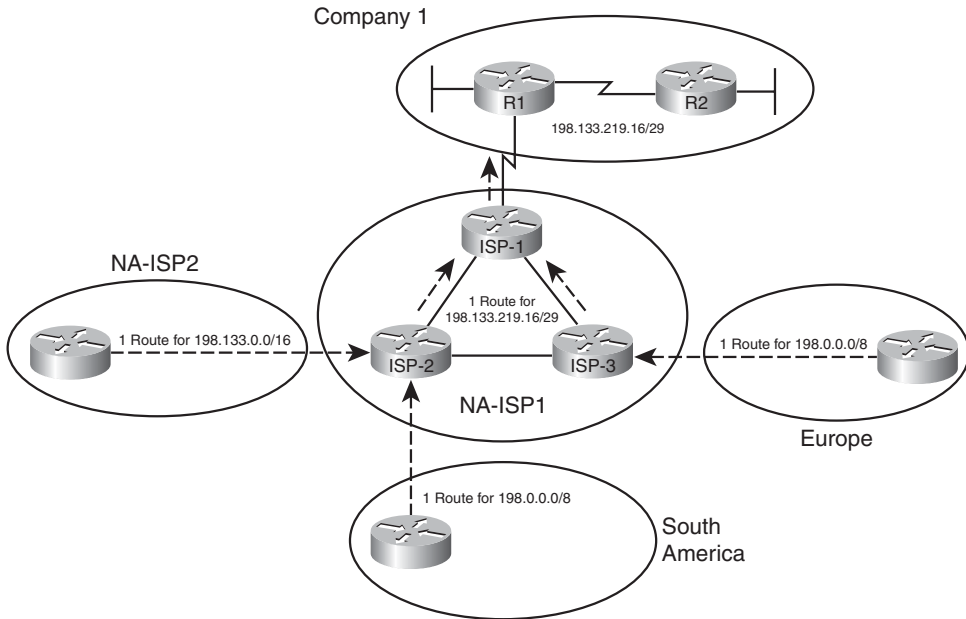 Company 1
R1
R2
198.133.219.16/29
ISP-1
NA-ISP2
1 Route for
198.133.219.16/29
1 Route for 198.133.0.0/16
1 Route for 198.0.0.0/8
ISP-2
ISP-3
NA-ISP1
Europe
1 Route for 198.0.0.0/8
South
America